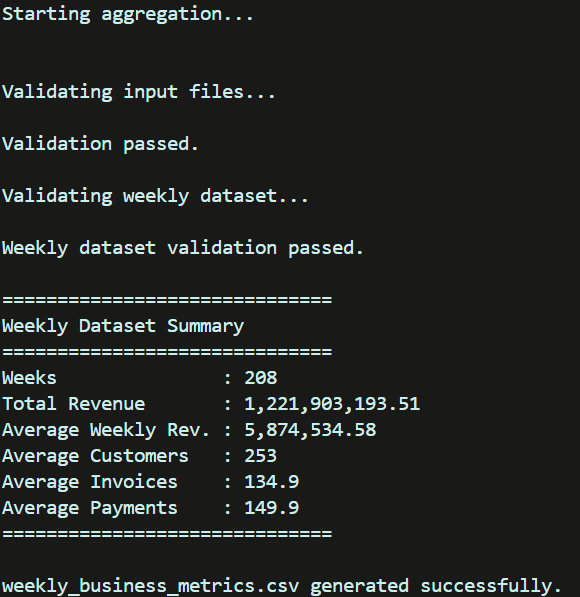 Starting aggregation...
Validating input files...
Validation passed.
Validating weekly dataset...
Weekly dataset validation passed.
==============================
Weekly Dataset Summary
==============================
Weeks               : 208
Total Revenue       : 1,221,903,193.51
Average Weekly Rev. : 5,874,534.58
Average Customers   : 253
Average Invoices    : 134.9
Average Payments    : 149.9
==============================
weekly_business_metrics.csv generated successfully.